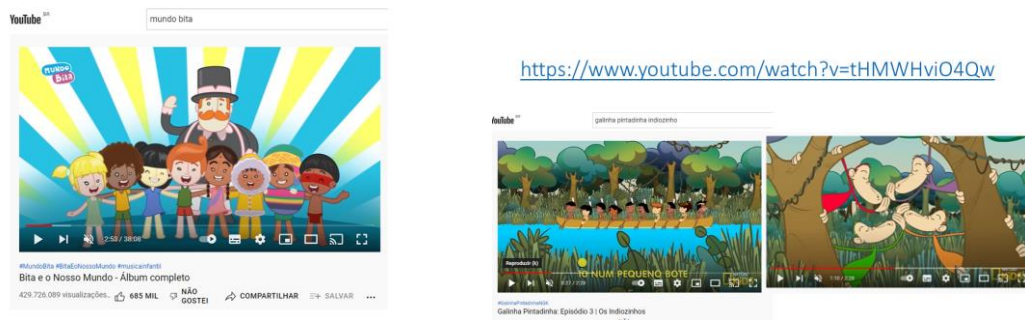 YouTube BR
mundo bita
MUNDO
Bita
2:53 / 38:08
#MundoBita #BitaEoNossoMundo #musicainfantil
Bita e o Nosso Mundo - Álbum completo
429.726.089 visualizações..
685 MIL
NÃO GOSTEI
COMPARTILHAR
SALVAR
...
https://www.youtube.com/watch?v=tHMWHviO4Qw
YouTube
galinha pintadinha indiozinho
Reproduzir (k)
10 NUM PEQUENO BOTE
Galinha Pintadinha: Episódio 3 | Os Indiozinhos